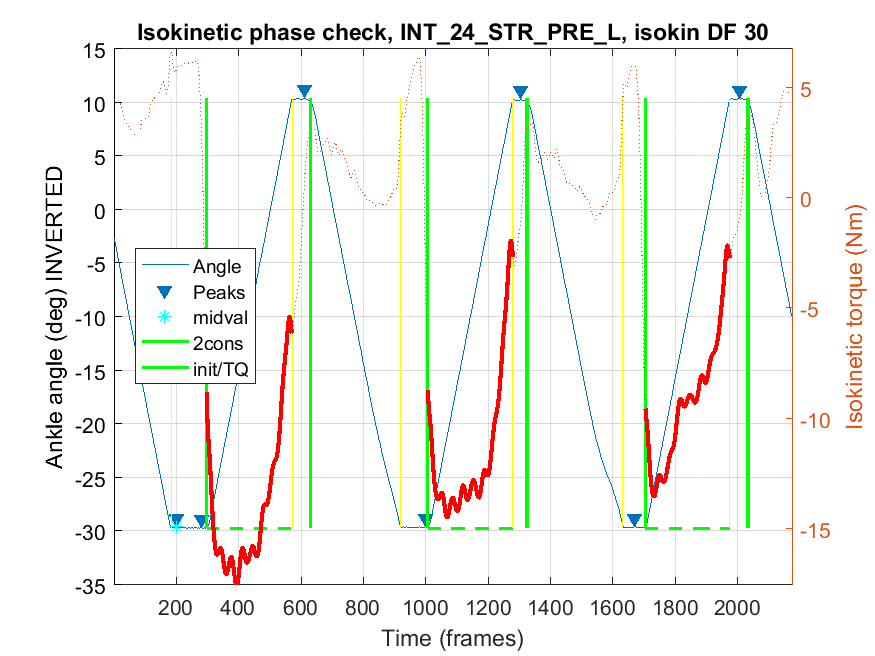 Isokinetic phase check, INT_24_STR_PRE_L, isokin DF 30
15
10
5
0
-5
-10
-15
-20
-25
-30
-35
Ankle angle (deg) INVERTED
Angle
Peaks
midval
2cons
init/TQ
5
0
-5
-10
-15
Isokinetic torque (Nm)
200
400
600
800
1000
1200
1400
1600
1800
2000
Time (frames)